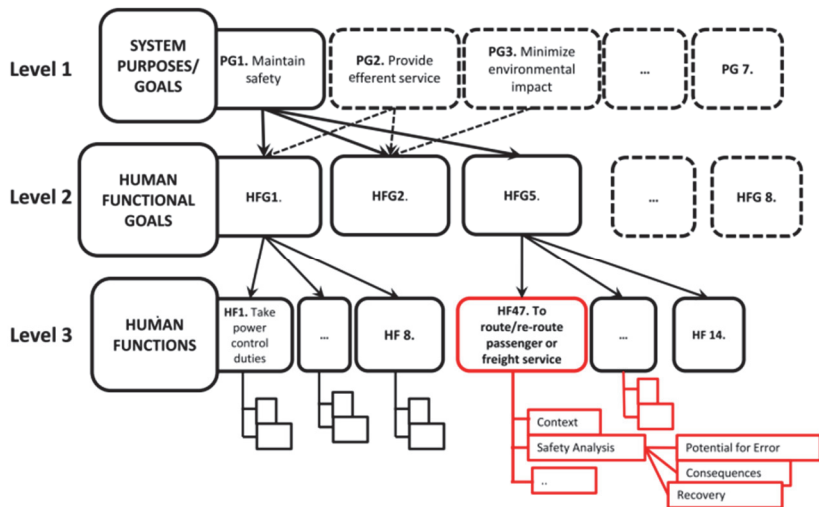 Level 1
SYSTEM
PURPOSES/
GOALS
PG1. Maintain
safety
PG2. Provide
efferent service
PG3. Minimize
environmental
impact
...
PG 7.
Level 2
HUMAN
FUNCTIONAL
GOALS
HFG1.
HFG2.
HFG5.
...
HFG 8.
Level 3
HUMAN
FUNCTIONS
HF1. Take
power
control
duties
...
HF 8.
HF47. To
route/re-route
passenger or
freight service
...
HF 14.
Context
Safety Analysis
..
Potential for Error
Consequences
Recovery